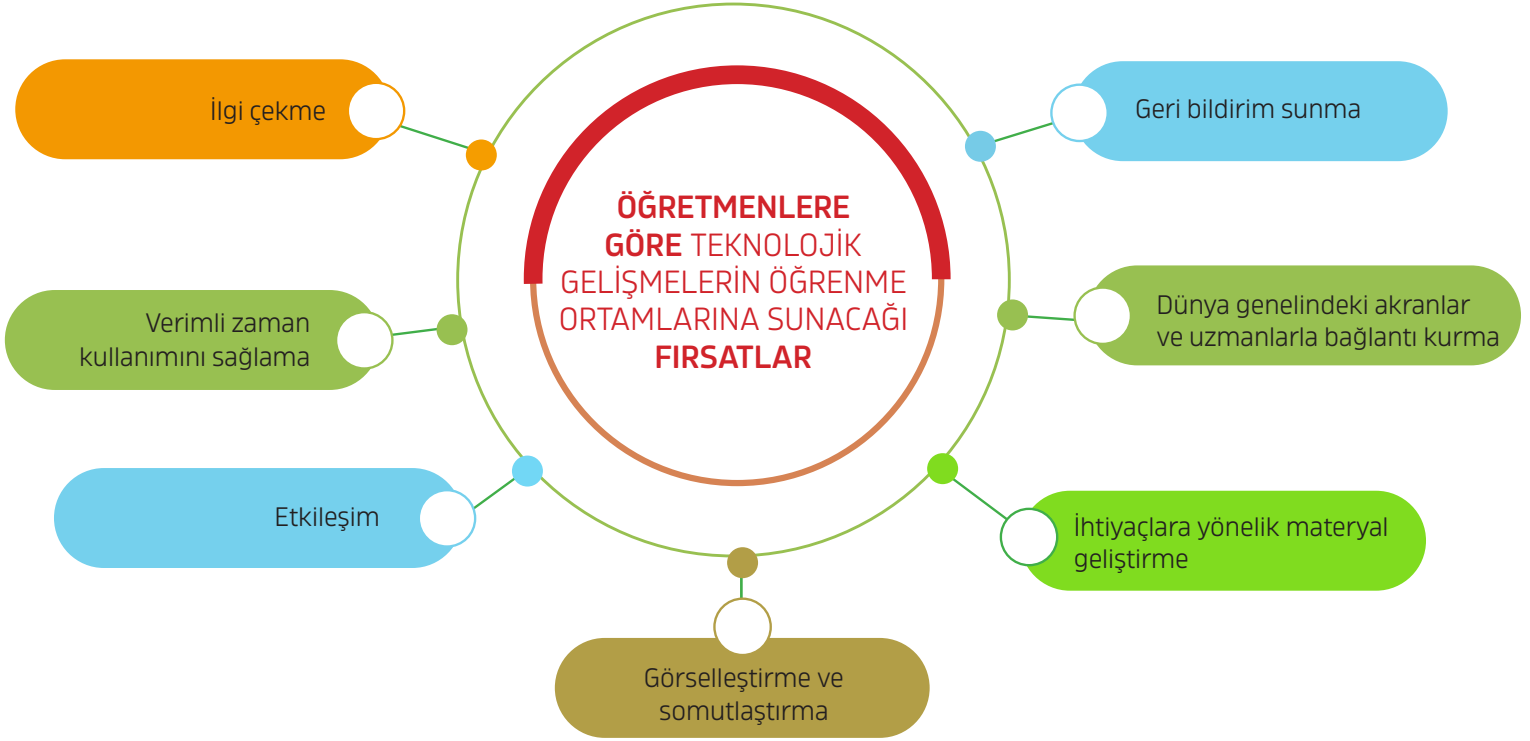 ÖĞRETMENLERE
GÖRE TEKNOLOJİK
GELİŞMELERİN ÖĞRENME
ORTAMLARINA SUNACAĞI
FIRSATLAR
İlgi çekme
Verimli zaman
kullanımını sağlama
Etkileşim
Görselleştirme ve
somutlaştırma
İhtiyaçlara yönelik materyal
geliştirme
Dünya genelindeki akranlar
ve uzmanlarla bağlantı kurma
Geri bildirim sunma